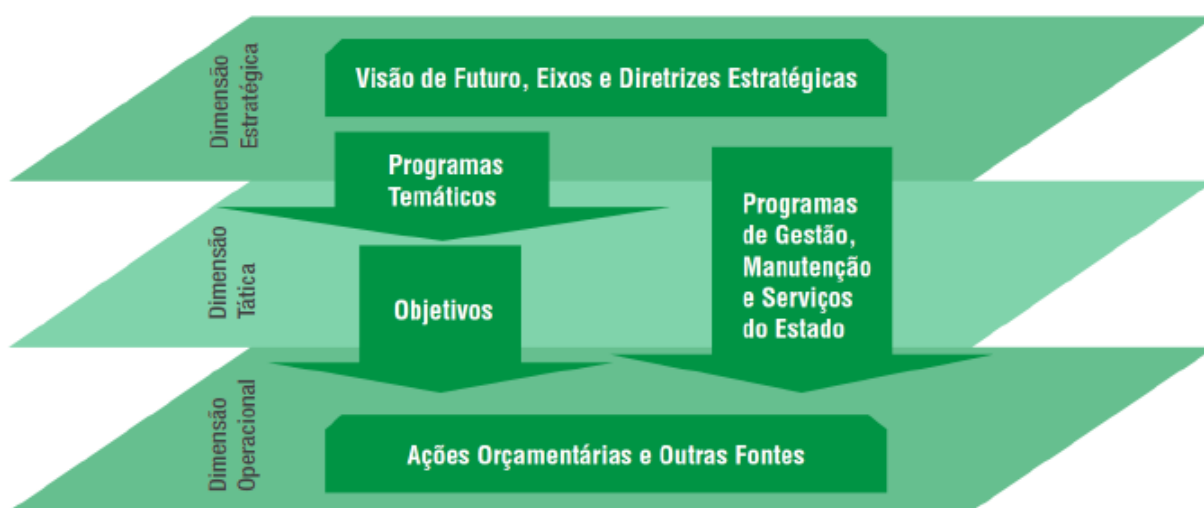 Dimensão
Estratégica
Visão de Futuro, Eixos e Diretrizes Estratégicas
Programas
Temáticos
Programas
de Gestão,
Manutenção
e Serviços
do Estado
Dimensão
Tática
Objetivos
Dimensão
Operacional
Ações Orçamentárias e Outras Fontes